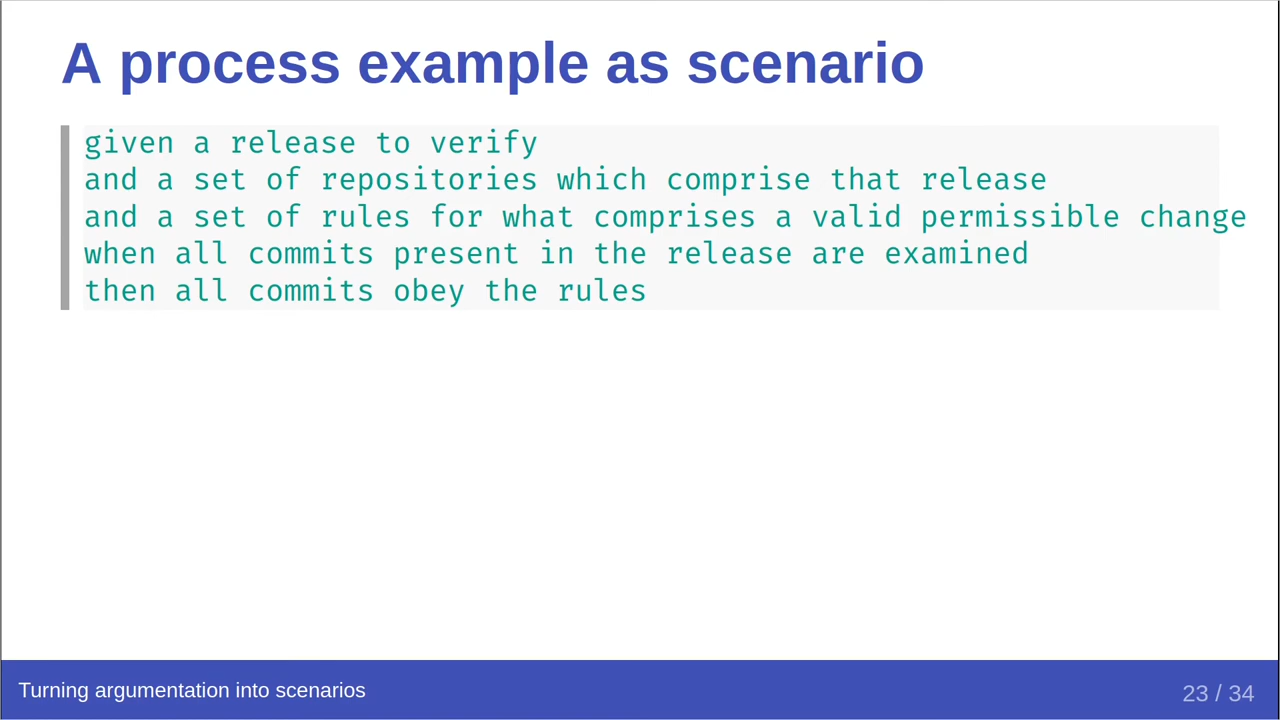 A process example as scenario
given a release to verify
and a set of repositories which comprise that release
and a set of rules for what comprises a valid permissible change
when all commits present in the release are examined
then all commits obey the rules
Turning argumentation into scenarios
23 / 34